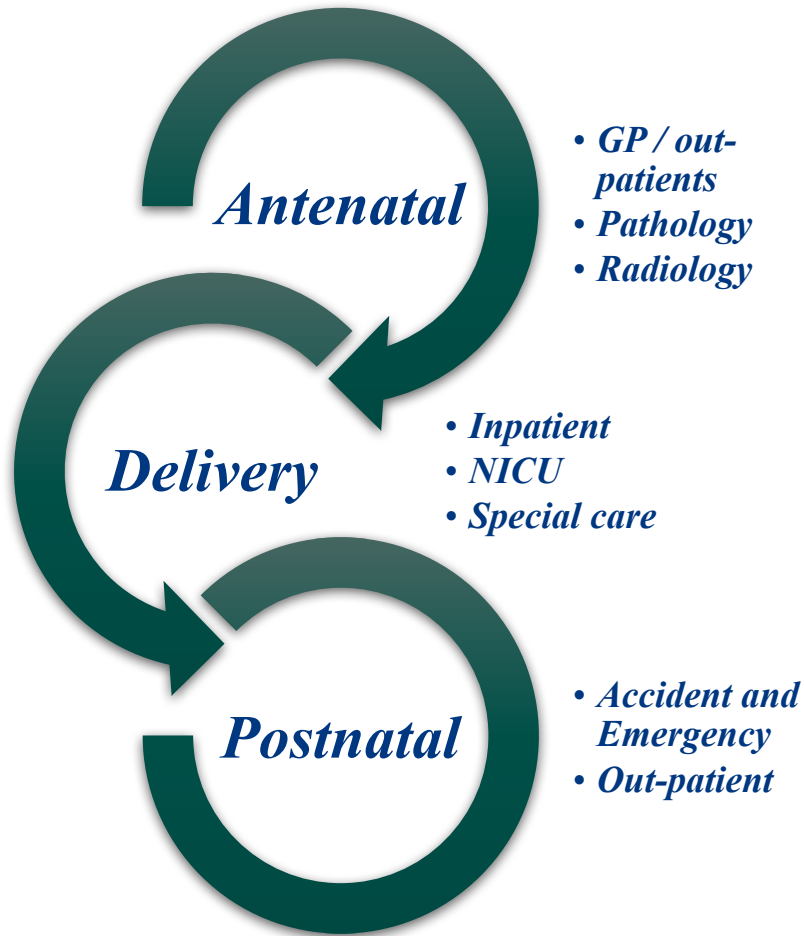 Antenatal
• GP / out-
patients
• Pathology
• Radiology
Delivery
• Inpatient
• NICU
• Special care
Postnatal
• Accident and
Emergency
• Out-patient